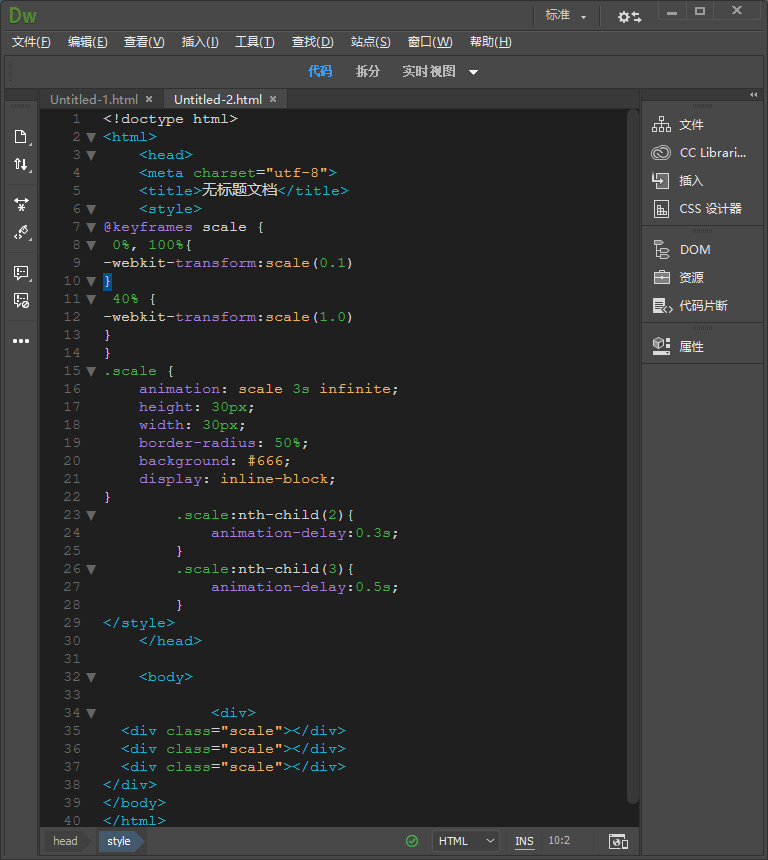 Dw
标准
文件(F) 编辑(E) 查看(V) 插入(I) 工具(T) 查找(D) 站点(S) 窗口(W) 帮助(H)
代码 拆分 实时视图
Untitled-1.html × Untitled-2.html ×
1 <!doctype html>
2 <html>
3 <head>
4 <meta charset="utf-8">
5 <title>无标题文档</title>
6 <style>
7 @keyframes scale {
8 0%, 100%{
9 -webkit-transform:scale(0.1)
10 }
11 40% {
12 -webkit-transform:scale(1.0)
13 }
14 }
15 .scale {
16 animation: scale 3s infinite;
17 height: 30px;
18 width: 30px;
19 border-radius: 50%;
20 background: #666;
21 display: inline-block;
22 }
23 .scale:nth-child(2){
24 animation-delay:0.3s;
25 }
26 .scale:nth-child(3){
27 animation-delay:0.5s;
28 }
29 </style>
30 </head>
31
32 <body>
33
34 <div>
35 <div class="scale"></div>
36 <div class="scale"></div>
37 <div class="scale"></div>
38 </div>
39 </body>
40 </html>
文件
CC Librari...
插入
CSS 设计器
DOM
资源
代码片断
属性
head style HTML INS 10:2